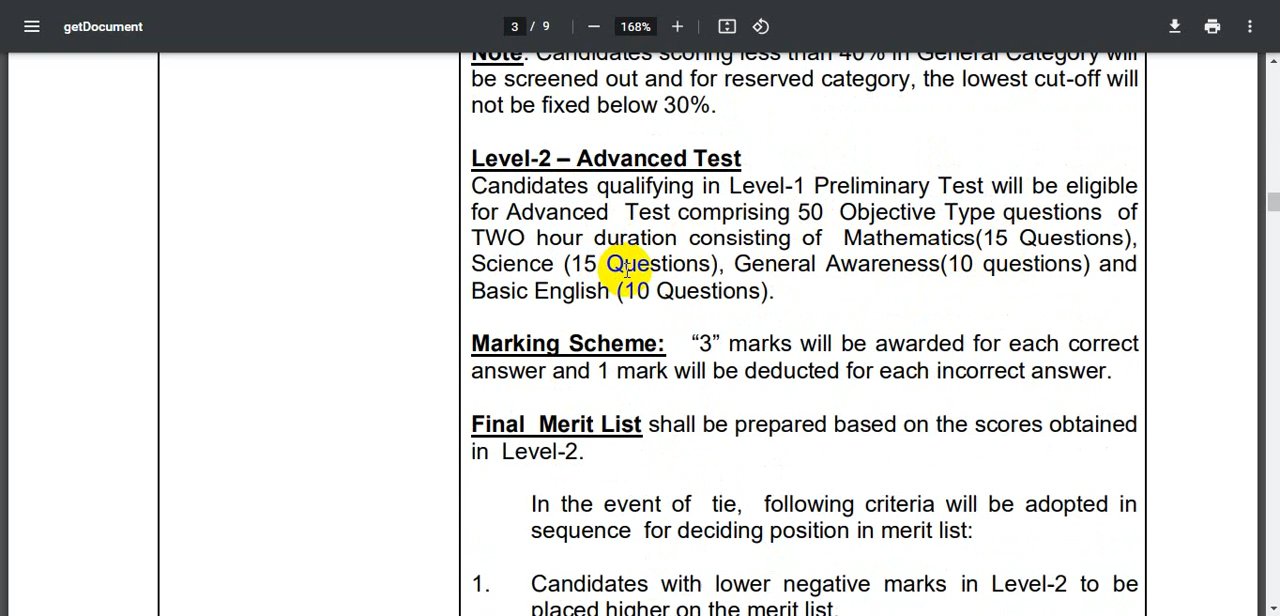 getDocument
3 / 9
168%
Note: Candidates scoring less than 40% in General Category will
be screened out and for reserved category, the lowest cut-off will
not be fixed below 30%.
Level-2 – Advanced Test
Candidates qualifying in Level-1 Preliminary Test will be eligible
for Advanced Test comprising 50 Objective Type questions of
TWO hour duration consisting of Mathematics(15 Questions),
Science (15 Questions), General Awareness(10 questions) and
Basic English (10 Questions).
Marking Scheme: “3” marks will be awarded for each correct
answer and 1 mark will be deducted for each incorrect answer.
Final Merit List shall be prepared based on the scores obtained
in Level-2.
In the event of tie, following criteria will be adopted in
sequence for deciding position in merit list:
1. Candidates with lower negative marks in Level-2 to be
placed higher on the merit list.